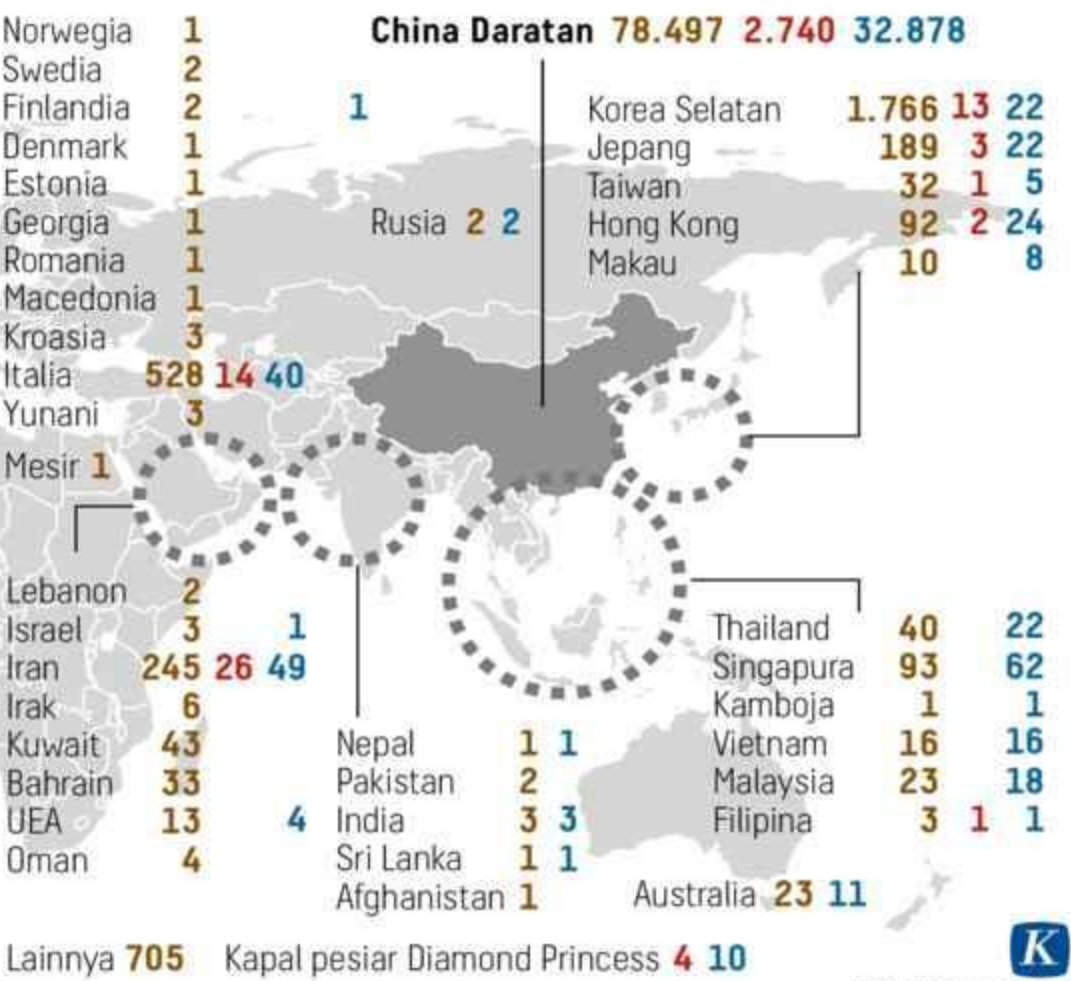 Norwegia 1
Swedia 2
Finlandia 2 1
Denmark 1
Estonia 1
Georgia 1
Romania 1
Macedonia 1
Kroasia 3
Italia 528 14 40
Yunani 3
Mesir 1
China Daratan 78.497 2.740 32.878
Rusia 2 2
Korea Selatan 1.766 13 22
Jepang 189 3 22
Taiwan 32 1 5
Hong Kong 92 2 24
Makau 10 8
Lebanon 2
Israel 3 1
Iran 245 26 49
Irak 6
Kuwait 43
Bahrain 33
UEA 13 4
Oman 4
Nepal 1 1
Pakistan 2
India 3 3
Sri Lanka 1 1
Afghanistan 1
Thailand 40 22
Singapura 93 62
Kamboja 1 1
Vietnam 16 16
Malaysia 23 18
Filipina 3 1 1
Australia 23 11
Lainnya 705 Kapal pesiar Diamond Princess 4 10
K